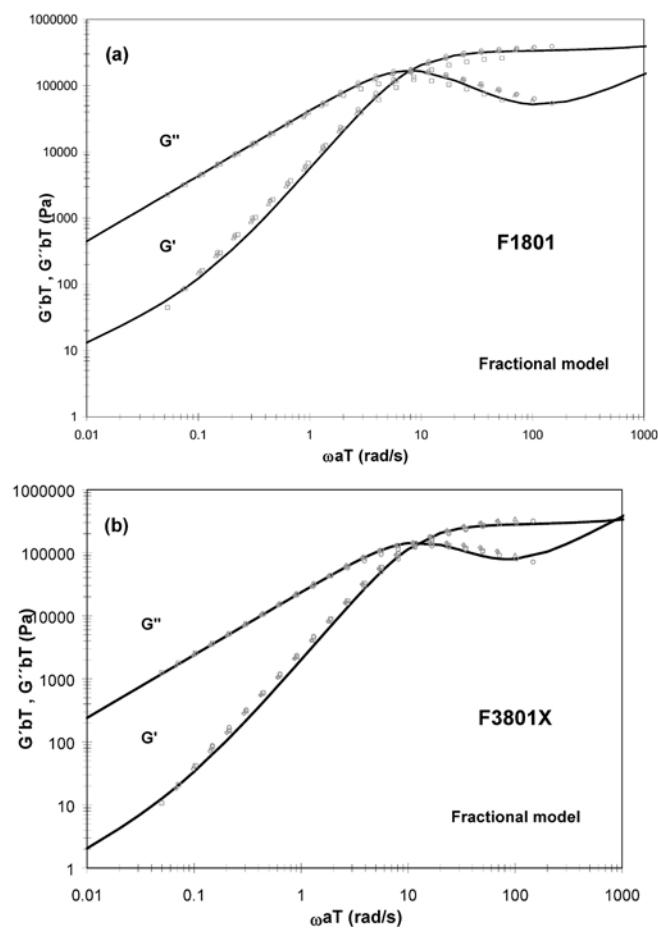 (a)
1000000
100000
10000
1000
100
10
1
G´bT , G´´bT (Pa)
G"
G'
F1801
Fractional model
0.01
0.1
1
10
100
1000
ωaT (rad/s)
(b)
1000000
100000
10000
1000
100
10
1
G´bT , G´´bT (Pa)
G"
G'
F3801X
Fractional model
0.01
0.1
1
10
100
1000
ωaT (rad/s)